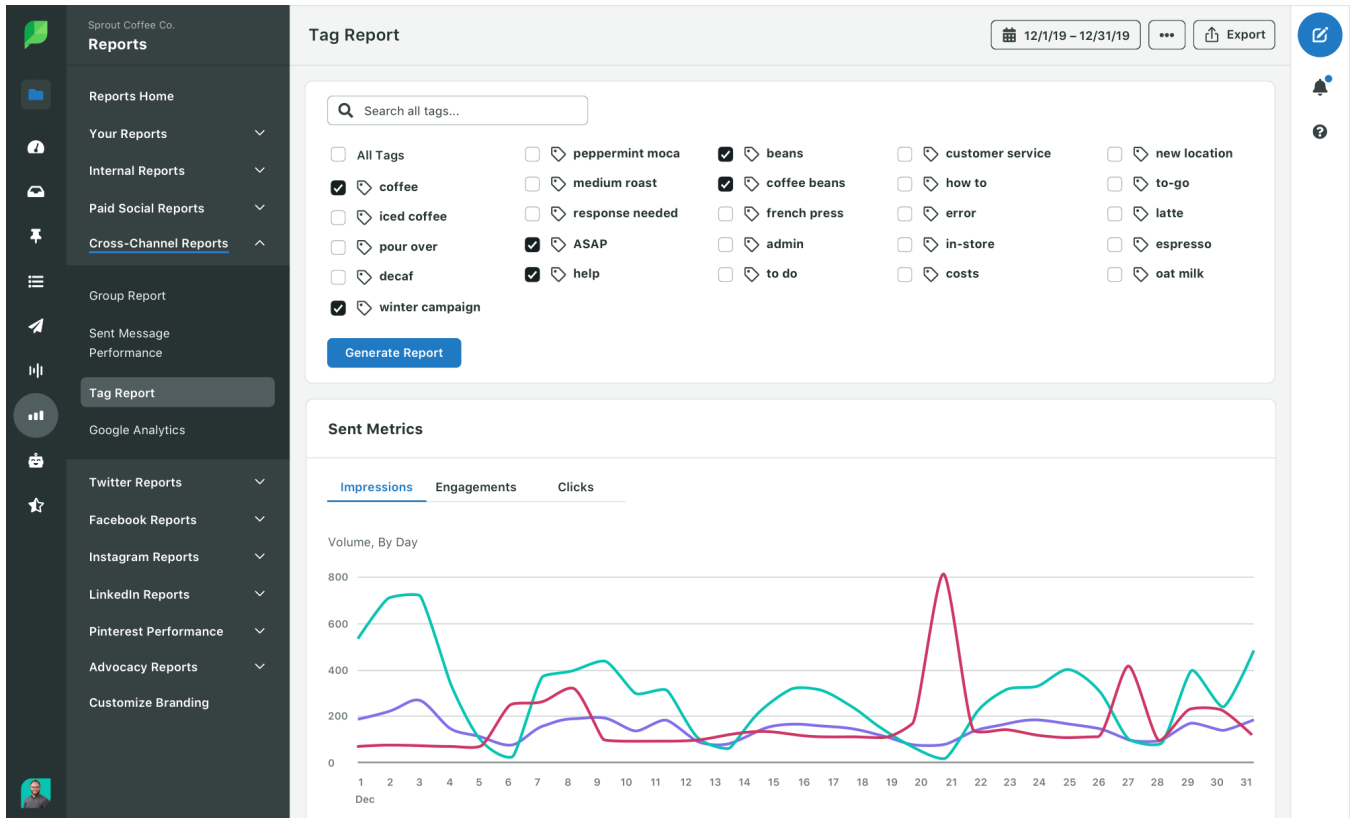 Sprout Coffee Co.
Reports
Reports Home
Your Reports
Internal Reports
Paid Social Reports
Cross-Channel Reports
Group Report
Sent Message
Performance
Tag Report
Google Analytics
Twitter Reports
Facebook Reports
Instagram Reports
LinkedIn Reports
Pinterest Performance
Advocacy Reports
Customize Branding
Tag Report
12/1/19 – 12/31/19
Export
Search all tags...
All Tags
coffee
iced coffee
pour over
decaf
winter campaign
peppermint moca
medium roast
response needed
ASAP
help
beans
coffee beans
french press
admin
to do
customer service
how to
error
in-store
costs
new location
to-go
latte
espresso
oat milk
Generate Report
Sent Metrics
Impressions Engagements Clicks
Volume, By Day
800
600
400
200
0
1 2 3 4 5 6 7 8 9 10 11 12 13 14 15 16 17 18 19 20 21 22 23 24 25 26 27 28 29 30 31
Dec